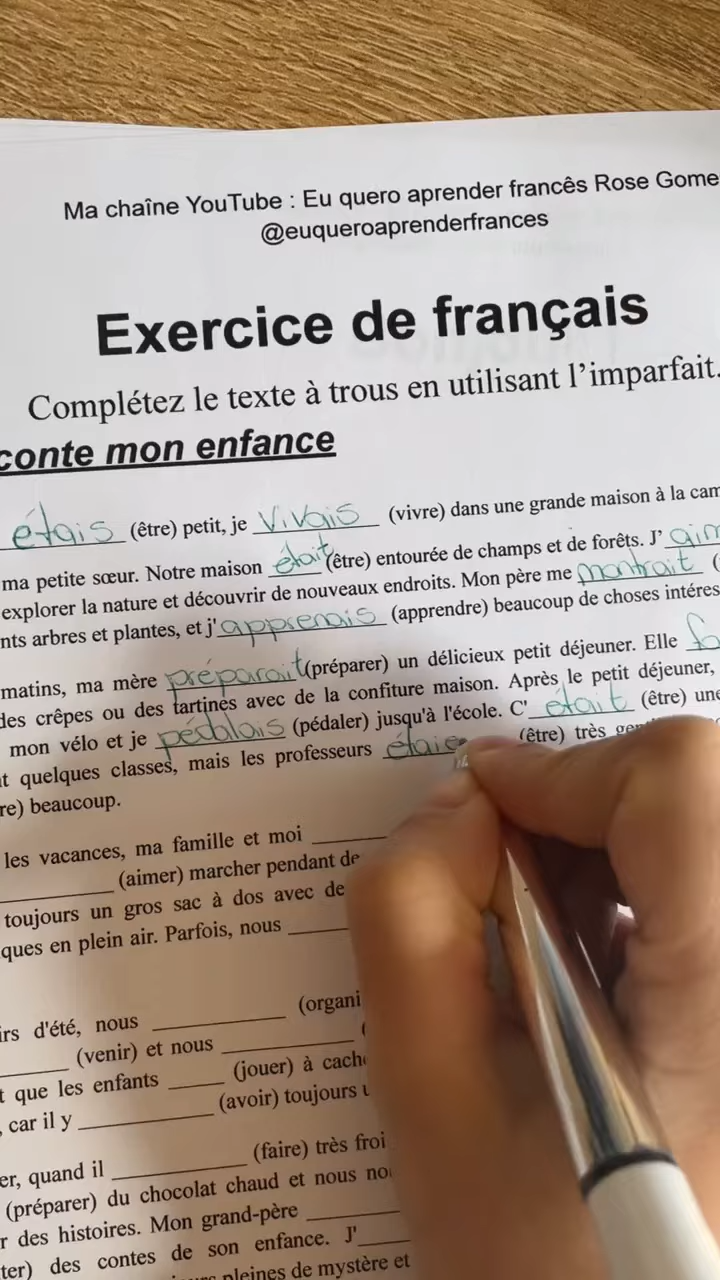 Ma chaîne YouTube : Eu quero aprender francês Rose Gome
@euqueroaprenderfrances
Exercice de français
Complétez le texte à trous en utilisant l’imparfait.
conte mon enfance
étais (être) petit, je vivais (vivre) dans une grande maison à la cam
ma petite sœur. Notre maison était (être) entourée de champs et de forêts. J’ aim
explorer la nature et découvrir de nouveaux endroits. Mon père me montrait (
nts arbres et plantes, et j'apprenais (apprendre) beaucoup de choses intéres
matins, ma mère préparait (préparer) un délicieux petit déjeuner. Elle
des crêpes ou des tartines avec de la confiture maison. Après le petit déjeuner,
mon vélo et je pédalais (pédaler) jusqu'à l'école. C' était (être) une
t quelques classes, mais les professeurs étaie (être) très gen
re) beaucoup.
les vacances, ma famille et moi
(aimer) marcher pendant de
toujours un gros sac à dos avec de
ques en plein air. Parfois, nous
irs d'été, nous (organi
(venir) et nous (
t que les enfants (jouer) à cach
, car il y (avoir) toujours
er, quand il (faire) très froi
(préparer) du chocolat chaud et nous no
r des histoires. Mon grand-père
ter) des contes de son enfance. J'
pleines de mystère et